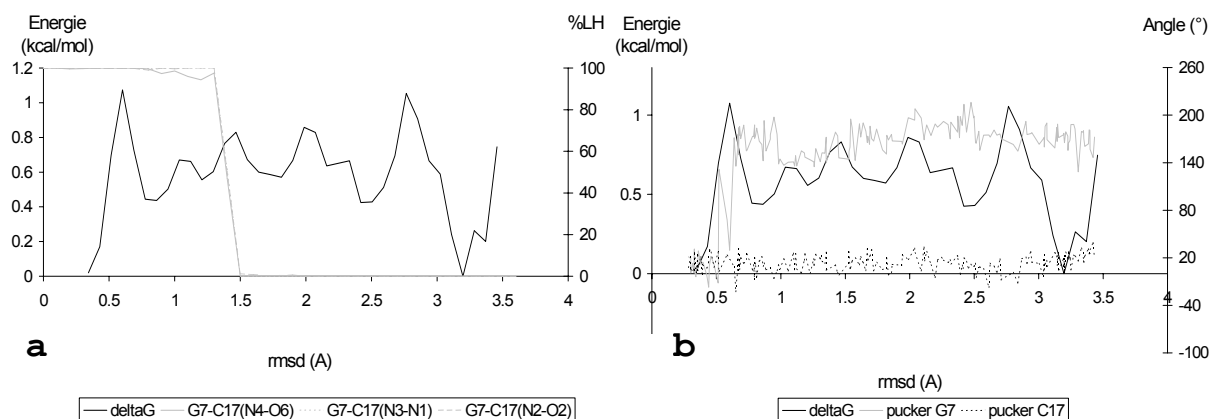 Energie
(kcal/mol)
%LH
1.2
1
0.8
0.6
0.4
0.2
0
100
80
60
40
20
0
0 0.5 1 1.5 2 2.5 3 3.5 4
a
rmsd (A)
deltaG G7-C17(N4-O6) G7-C17(N3-N1) G7-C17(N2-O2)
Energie
(kcal/mol)
Angle (°)
1
0.5
0
260
200
140
80
20
-40
-100
0 0.5 1 1.5 2 2.5 3 3.5 4
b
rmsd (A)
deltaG pucker G7 pucker C17